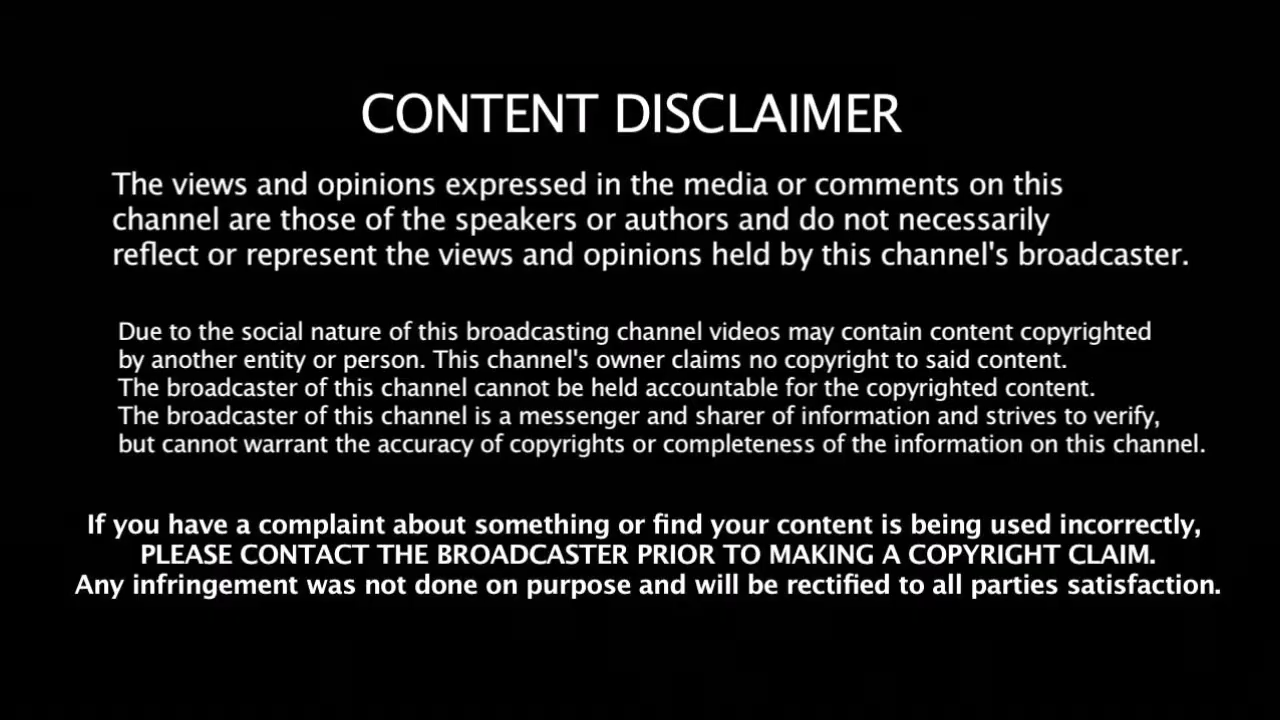 CONTENT DISCLAIMER
The views and opinions expressed in the media or comments on this
channel are those of the speakers or authors and do not necessarily
reflect or represent the views and opinions held by this channel's broadcaster.
Due to the social nature of this broadcasting channel videos may contain content copyrighted
by another entity or person. This channel's owner claims no copyright to said content.
The broadcaster of this channel cannot be held accountable for the copyrighted content.
The broadcaster of this channel is a messenger and sharer of information and strives to verify,
but cannot warrant the accuracy of copyrights or completeness of the information on this channel.
If you have a complaint about something or find your content is being used incorrectly,
PLEASE CONTACT THE BROADCASTER PRIOR TO MAKING A COPYRIGHT CLAIM.
Any infringement was not done on purpose and will be rectified to all parties satisfaction.